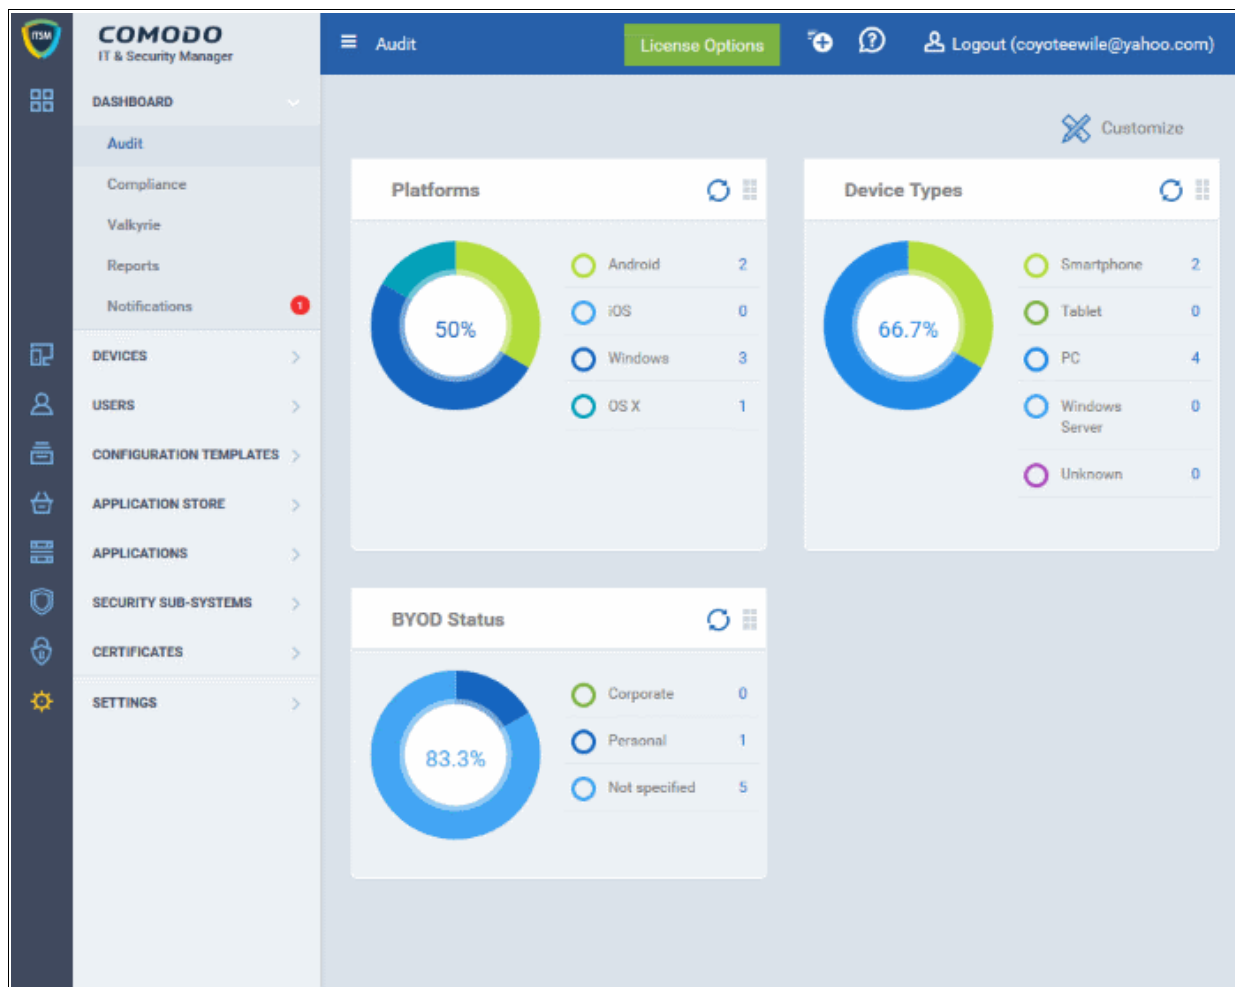 ITSM
COMODO
IT & Security Manager
Audit
License Options
Logout (coyoteewile@yahoo.com)
DASHBOARD
Audit
Compliance
Valkyrie
Reports
Notifications 1
DEVICES
USERS
CONFIGURATION TEMPLATES
APPLICATION STORE
APPLICATIONS
SECURITY SUB-SYSTEMS
CERTIFICATES
SETTINGS
Customize
Platforms
50%
Android 2
iOS 0
Windows 3
OS X 1
Device Types
66.7%
Smartphone 2
Tablet 0
PC 4
Windows 0
Server
Unknown 0
BYOD Status
83.3%
Corporate 0
Personal 1
Not specified 5